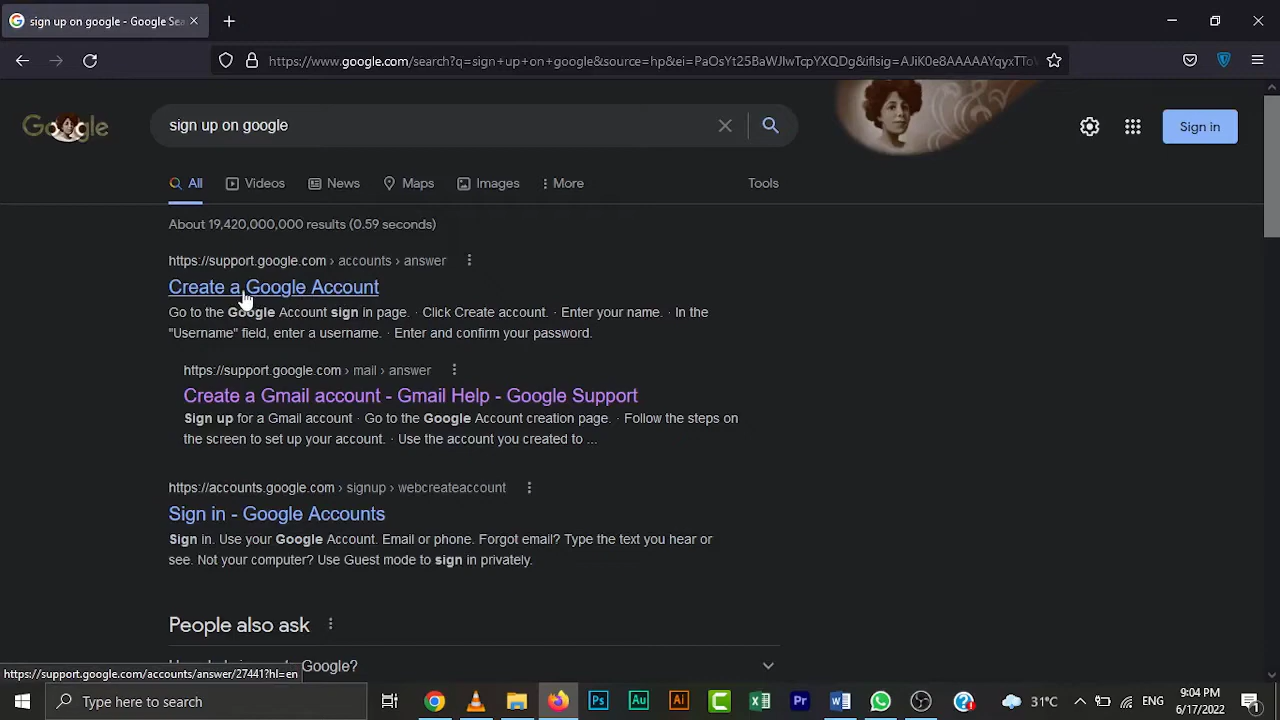 sign up on google - Google Sea
https://www.google.com/search?q=sign+up+on+google&source=hp&ei=PaOsYt25BaWJlwTcpYXQDg&iflsig=AJiK0e8AAAAAYqyxTToV
Google
sign up on google
Sign in
All
Videos
News
Maps
Images
More
Tools
About 19,420,000,000 results (0.59 seconds)
https://support.google.com › accounts › answer
Create a Google Account
Go to the Google Account sign in page. · Click Create account. · Enter your name. · In the
"Username" field, enter a username. · Enter and confirm your password.
https://support.google.com › mail › answer
Create a Gmail account - Gmail Help - Google Support
Sign up for a Gmail account · Go to the Google Account creation page. · Follow the steps on
the screen to set up your account. · Use the account you created to ...
https://accounts.google.com › signup › webcreateaccount
Sign in - Google Accounts
Sign in. Use your Google Account. Email or phone. Forgot email? Type the text you hear or
see. Not your computer? Use Guest mode to sign in privately.
People also ask
Google?
https://support.google.com/accounts/answer/27441?hl=en
Type here to search
Ps
Au
Ai
Pr
31°C
ENG
9:04 PM
6/17/2022
1